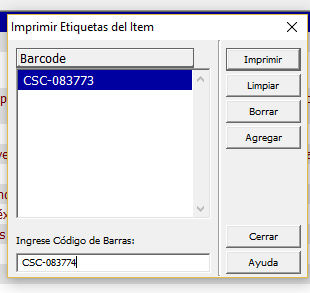 Imprimir Etiquetas del Item
Barcode
CSC-083773
Imprimir
Limpiar
Borrar
Agregar
Ingrese Código de Barras:
CSC-083774
Cerrar
Ayuda